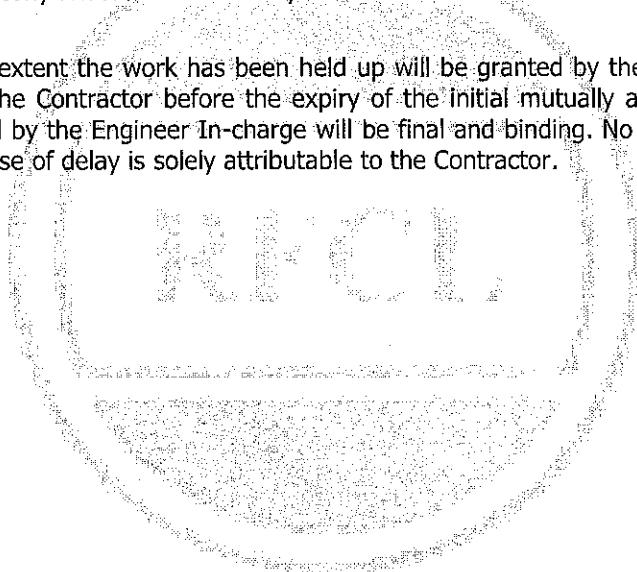 extent the work has been held up will be granted by the
he Contractor before the expiry of the initial mutually a
l by the Engineer In-charge will be final and binding. No
se of delay is solely attributable to the Contractor.
RFCL